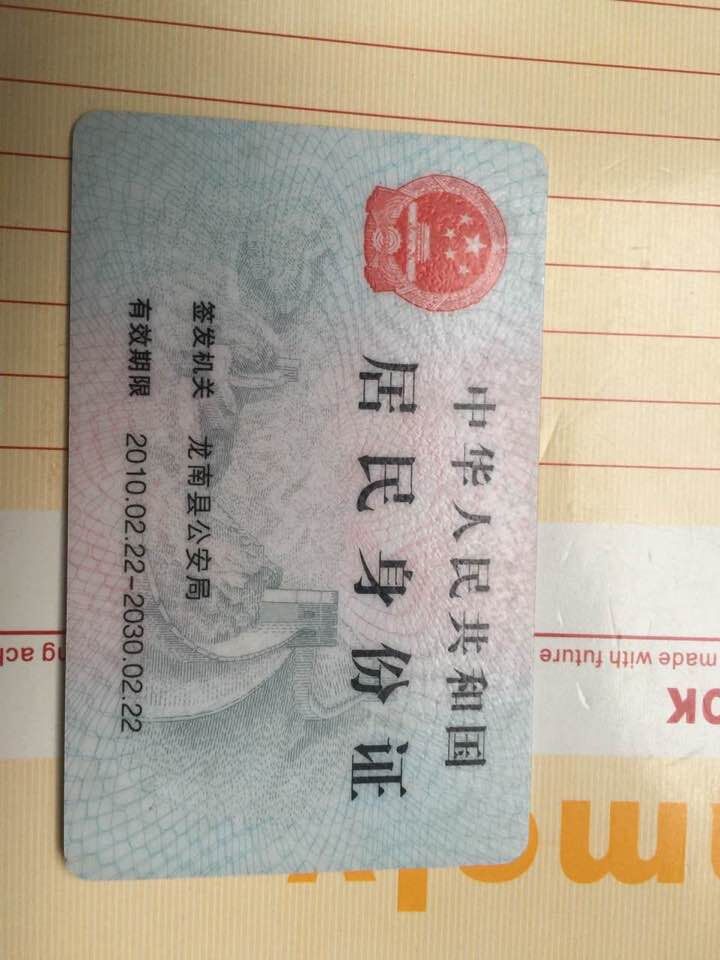 中华人民共和国
居民身份证
签发机关 龙南县公安局
有效期限 2010.02.22-2030.02.22
made with future
OK